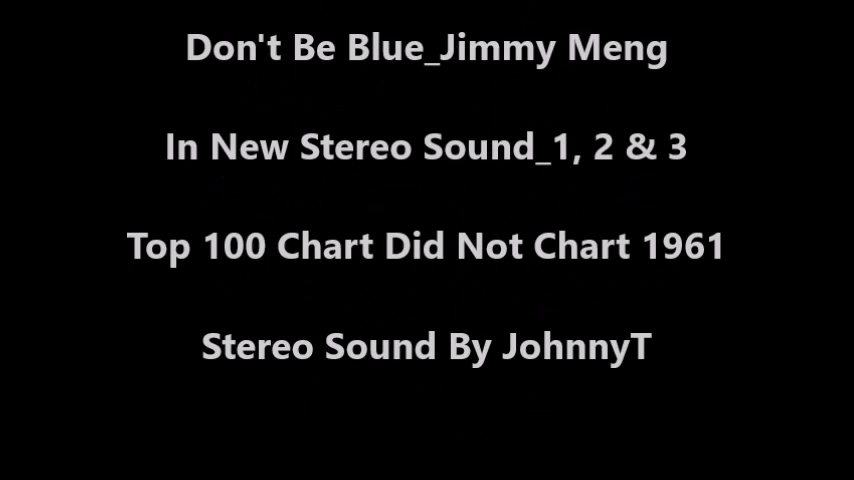 Don't Be Blue_Jimmy Meng
In New Stereo Sound_1, 2 & 3
Top 100 Chart Did Not Chart 1961
Stereo Sound By JohnnyT